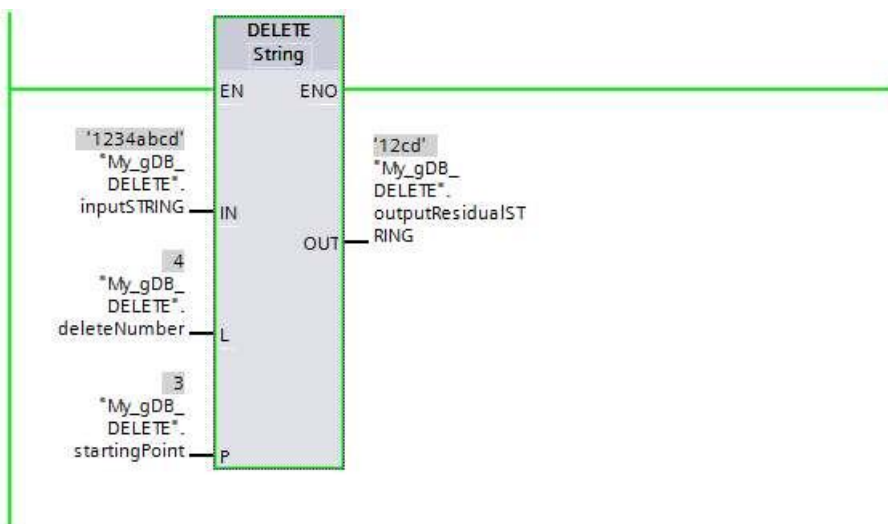 DELETE
String
EN ENO
'1234abcd'
"My_gDB_
DELETE".
inputSTRING
IN
'12cd'
"My_gDB_
DELETE".
outputResidualST
RING
OUT
4
"My_gDB_
DELETE".
deleteNumber
L
3
"My_gDB_
DELETE".
startingPoint
P